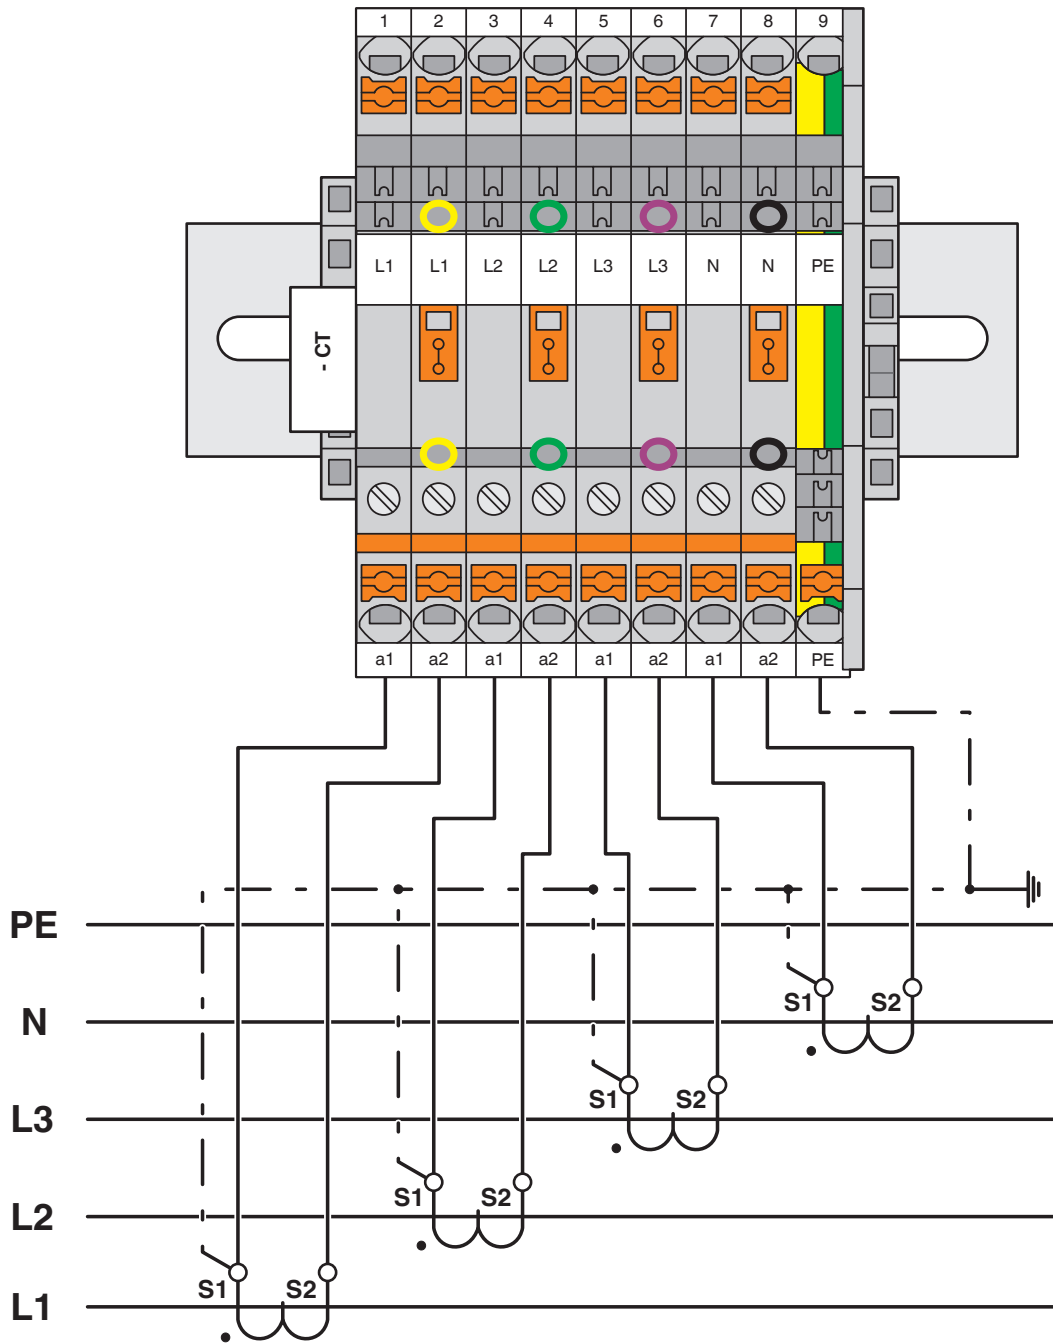 1 2 3 4 5 6 7 8 9
L1 L1 L2 L2 L3 L3 N N PE
- CT
a1 a2 a1 a2 a1 a2 a1 a2 PE
PE
S1 S2
N
S1 S2
L3
S1 S2
L2
S1 S2
L1